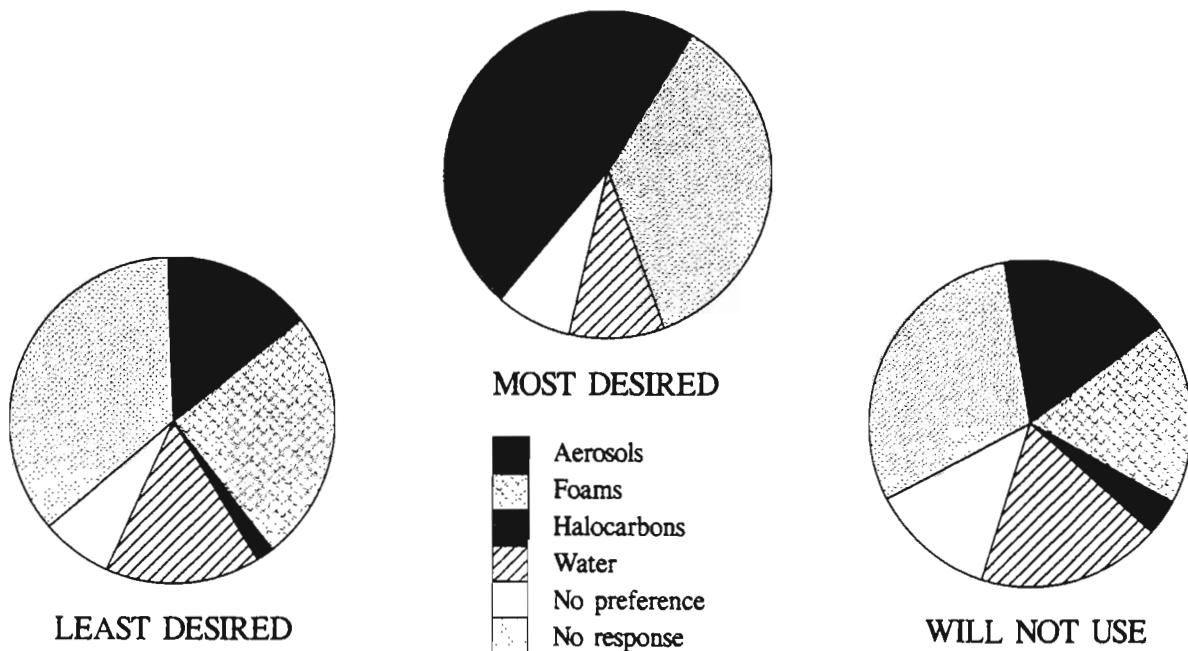 MOST DESIRED
Aerosols
Foams
Halocarbons
Water
No preference
No response
LEAST DESIRED
WILL NOT USE